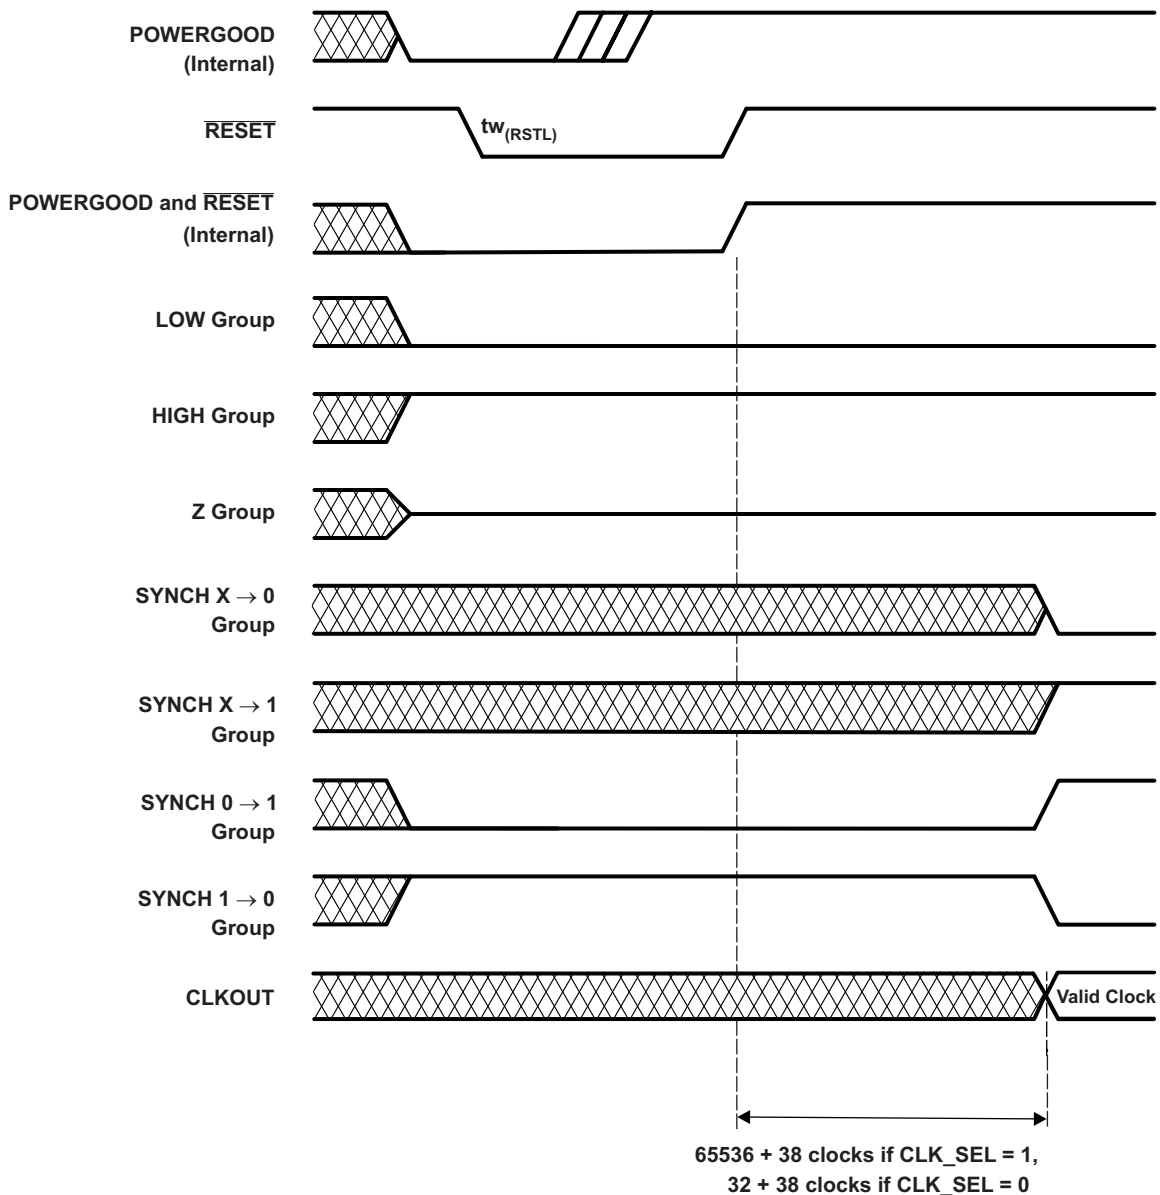 POWERGOOD
(Internal)
RESET
tw(RSTL)
POWERGOOD and RESET
(Internal)
LOW Group
HIGH Group
Z Group
SYNCH X → 0
Group
SYNCH X → 1
Group
SYNCH 0 → 1
Group
SYNCH 1 → 0
Group
CLKOUT
Valid Clock
65536 + 38 clocks if CLK_SEL = 1,
32 + 38 clocks if CLK_SEL = 0